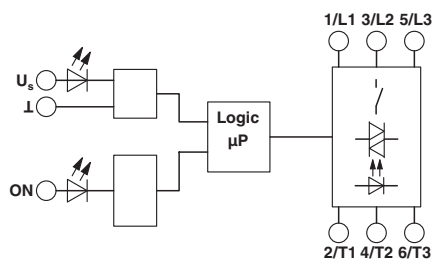 1/L1 3/L2 5/L3
Us
⊥
Logic
µP
ON
2/T1 4/T2 6/T3